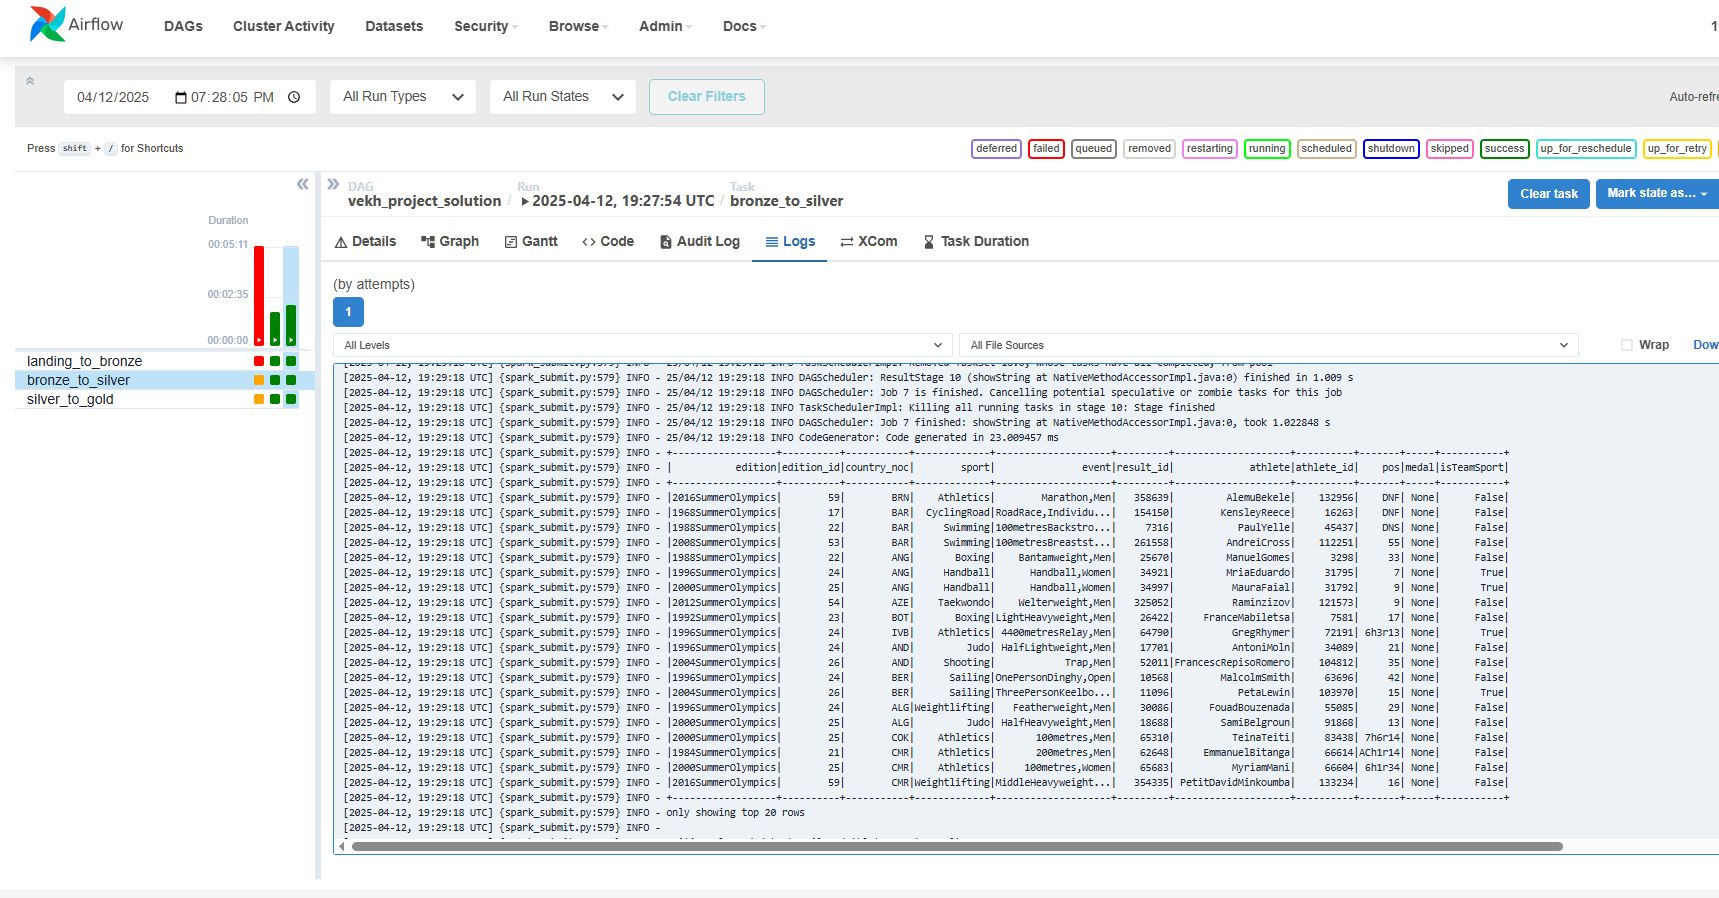 Airflow DAGs Cluster Activity Datasets Security Browse Admin Docs 1
04/12/2025 07:28:05 PM All Run Types All Run States Clear Filters
Auto-refre
Press shift + / for Shortcuts
deferred failed queued removed restarting running scheduled shutdown skipped success up_for_reschedule up_for_retry
DAG Run Task
vekh_project_solution / 2025-04-12, 19:27:54 UTC / bronze_to_silver
Clear task Mark state as...
Duration
00:05:11
00:02:35
00:00:00
landing_to_bronze
bronze_to_silver
silver_to_gold
Details Graph Gantt Code Audit Log Logs XCom Task Duration
(by attempts)
1
All Levels All File Sources Wrap Dow
[2025-04-12, 19:29:18 UTC] {spark_submit.py:579} INFO - 25/04/12 19:29:18 INFO DAGScheduler: ResultStage 10 (showString at NativeMethodAccessorImpl.java:0) finished in 1.009 s
[2025-04-12, 19:29:18 UTC] {spark_submit.py:579} INFO - 25/04/12 19:29:18 INFO DAGScheduler: Job 7 is finished. Cancelling potential speculative or zombie tasks for this job
[2025-04-12, 19:29:18 UTC] {spark_submit.py:579} INFO - 25/04/12 19:29:18 INFO TaskSchedulerImpl: Killing all running tasks in stage 10: Stage finished
[2025-04-12, 19:29:18 UTC] {spark_submit.py:579} INFO - 25/04/12 19:29:18 INFO DAGScheduler: Job 7 finished: showString at NativeMethodAccessorImpl.java:0, took 1.022848 s
[2025-04-12, 19:29:18 UTC] {spark_submit.py:579} INFO - 25/04/12 19:29:18 INFO CodeGenerator: Code generated in 23.009457 ms
[2025-04-12, 19:29:18 UTC] {spark_submit.py:579} INFO - +-----------------+----------+-----------+------------+-------------------+---------+-------------------+----------+-------+-----+-----------+
[2025-04-12, 19:29:18 UTC] {spark_submit.py:579} INFO - | edition|edition_id|country_noc| sport| event|result_id| athlete|athlete_id| pos|medal|isTeamSport|
[2025-04-12, 19:29:18 UTC] {spark_submit.py:579} INFO - +-----------------+----------+-----------+------------+-------------------+---------+-------------------+----------+-------+-----+-----------+
[2025-04-12, 19:29:18 UTC] {spark_submit.py:579} INFO - |2016SummerOlympics| 59| BRN| Athletics| Marathon,Men| 358639| AlemuBekele| 132956| DNF| None| False|
[2025-04-12, 19:29:18 UTC] {spark_submit.py:579} INFO - |1968SummerOlympics| 17| BAR| CyclingRoad|RoadRace,Individu...| 154150| KensleyReece| 16263| DNF| None| False|
[2025-04-12, 19:29:18 UTC] {spark_submit.py:579} INFO - |1988SummerOlympics| 22| BAR| Swimming|100metresBackstro...| 7316| PaulYelle| 45437| DNS| None| False|
[2025-04-12, 19:29:18 UTC] {spark_submit.py:579} INFO - |2008SummerOlympics| 53| BAR| Swimming|100metresBreastst...| 261558| AndreiCross| 112251| 55| None| False|
[2025-04-12, 19:29:18 UTC] {spark_submit.py:579} INFO - |1988SummerOlympics| 22| ANG| Boxing| Bantamweight,Men| 25670| ManuelGomes| 3298| 33| None| False|
[2025-04-12, 19:29:18 UTC] {spark_submit.py:579} INFO - |1996SummerOlympics| 24| ANG| Handball| Handball,Women| 34921| MriaEduardo| 31795| 7| None| True|
[2025-04-12, 19:29:18 UTC] {spark_submit.py:579} INFO - |2000SummerOlympics| 25| ANG| Handball| Handball,Women| 34997| MauraFaial| 31792| 9| None| True|
[2025-04-12, 19:29:18 UTC] {spark_submit.py:579} INFO - |2012SummerOlympics| 54| AZE| Taekwondo| Welterweight,Men| 325052| Raminzizov| 121573| 9| None| False|
[2025-04-12, 19:29:18 UTC] {spark_submit.py:579} INFO - |1992SummerOlympics| 23| BOT| Boxing|LightHeavyweight,Men| 26422| FranceMabiletsa| 7581| 17| None| False|
[2025-04-12, 19:29:18 UTC] {spark_submit.py:579} INFO - |1996SummerOlympics| 24| IVB| Athletics| 4400metresRelay,Men| 64790| GregRhymer| 72191| 6h3r13| None| True|
[2025-04-12, 19:29:18 UTC] {spark_submit.py:579} INFO - |1996SummerOlympics| 24| AND| Judo| HalfLightweight,Men| 17701| AntoniMoln| 34089| 21| None| False|
[2025-04-12, 19:29:18 UTC] {spark_submit.py:579} INFO - |2004SummerOlympics| 26| AND| Shooting| Trap,Men| 52011|FrancescRepisoRomero| 104812| 35| None| False|
[2025-04-12, 19:29:18 UTC] {spark_submit.py:579} INFO - |1996SummerOlympics| 24| BER| Sailing|OnePersonDinghy,Open| 10568| MalcolmSmith| 63696| 42| None| False|
[2025-04-12, 19:29:18 UTC] {spark_submit.py:579} INFO - |2004SummerOlympics| 26| BER| Sailing|ThreePersonKeelbo...| 11096| PetaLewin| 103970| 15| None| True|
[2025-04-12, 19:29:18 UTC] {spark_submit.py:579} INFO - |1996SummerOlympics| 24| ALG|Weightlifting| Featherweight,Men| 30086| FouadBouzenada| 55085| 29| None| False|
[2025-04-12, 19:29:18 UTC] {spark_submit.py:579} INFO - |2000SummerOlympics| 25| ALG| Judo| HalfHeavyweight,Men| 18688| SamiBelgroun| 91868| 13| None| False|
[2025-04-12, 19:29:18 UTC] {spark_submit.py:579} INFO - |2000SummerOlympics| 25| COK| Athletics| 100metres,Men| 65310| TeinaTeiti| 83438| 7h6r14| None| False|
[2025-04-12, 19:29:18 UTC] {spark_submit.py:579} INFO - |1984SummerOlympics| 21| CMR| Athletics| 200metres,Men| 62648| EmmanuelBitanga| 66614|ACh1r14| None| False|
[2025-04-12, 19:29:18 UTC] {spark_submit.py:579} INFO - |2000SummerOlympics| 25| CMR| Athletics| 100metres,Women| 65683| MyriamMani| 66604| 6h1r34| None| False|
[2025-04-12, 19:29:18 UTC] {spark_submit.py:579} INFO - |2016SummerOlympics| 59| CMR|Weightlifting|MiddleHeavyweight...| 354335| PetitDavidMinkoumba| 133234| 16| None| False|
[2025-04-12, 19:29:18 UTC] {spark_submit.py:579} INFO - +-----------------+----------+-----------+------------+-------------------+---------+-------------------+----------+-------+-----+-----------+
[2025-04-12, 19:29:18 UTC] {spark_submit.py:579} INFO - only showing top 20 rows
[2025-04-12, 19:29:18 UTC] {spark_submit.py:579} INFO -